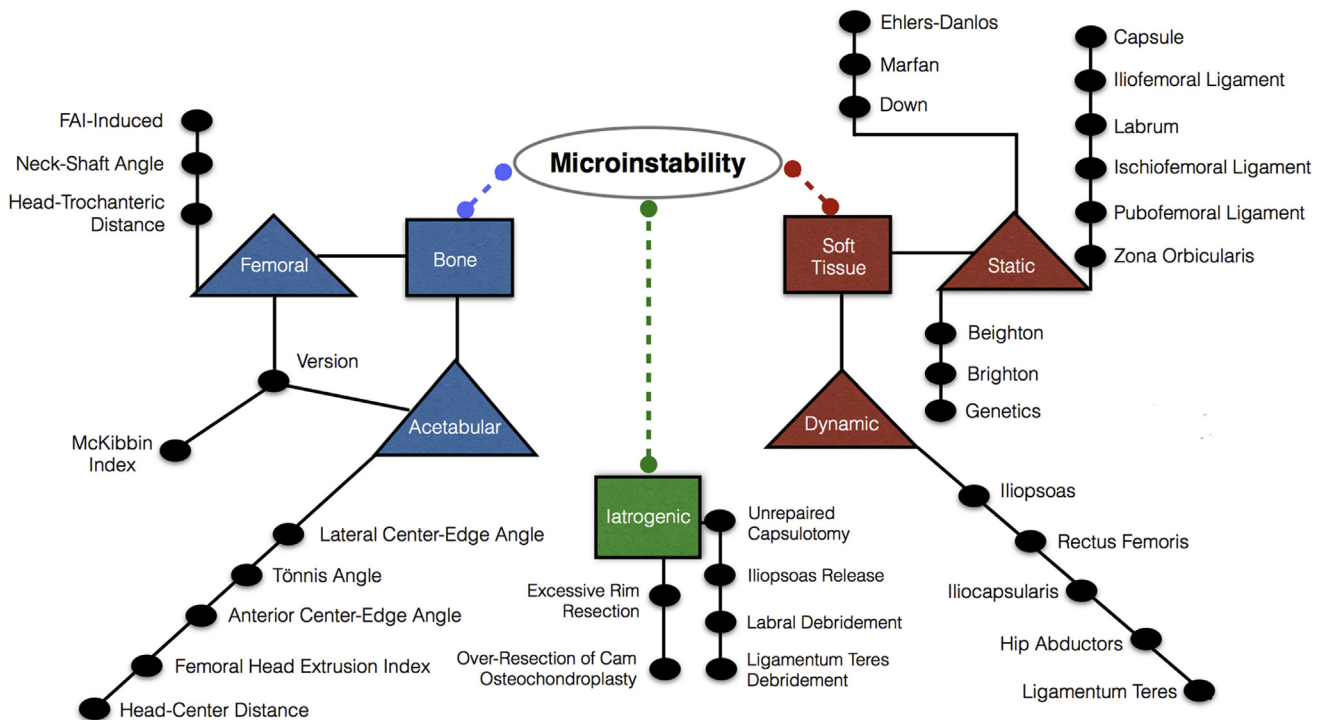 Microinstability
FAI-Induced
Neck-Shaft Angle
Head-Trochanteric
Distance
Femoral
Bone
Version
McKibbin
Index
Acetabular
Lateral Center-Edge Angle
Tönnis Angle
Anterior Center-Edge Angle
Femoral Head Extrusion Index
Head-Center Distance
Iatrogenic
Excessive Rim
Resection
Over-Resection of Cam
Osteochondroplasty
Unrepaired
Capsulotomy
Iliopsoas Release
Labral Debridement
Ligamentum Teres
Debridement
Soft
Tissue
Static
Ehlers-Danlos
Marfan
Down
Capsule
Iliofemoral Ligament
Labrum
Ischiofemoral Ligament
Pubofemoral Ligament
Zona Orbicularis
Beighton
Brighton
Genetics
Dynamic
Iliopsoas
Rectus Femoris
Iliocapsularis
Hip Abductors
Ligamentum Teres